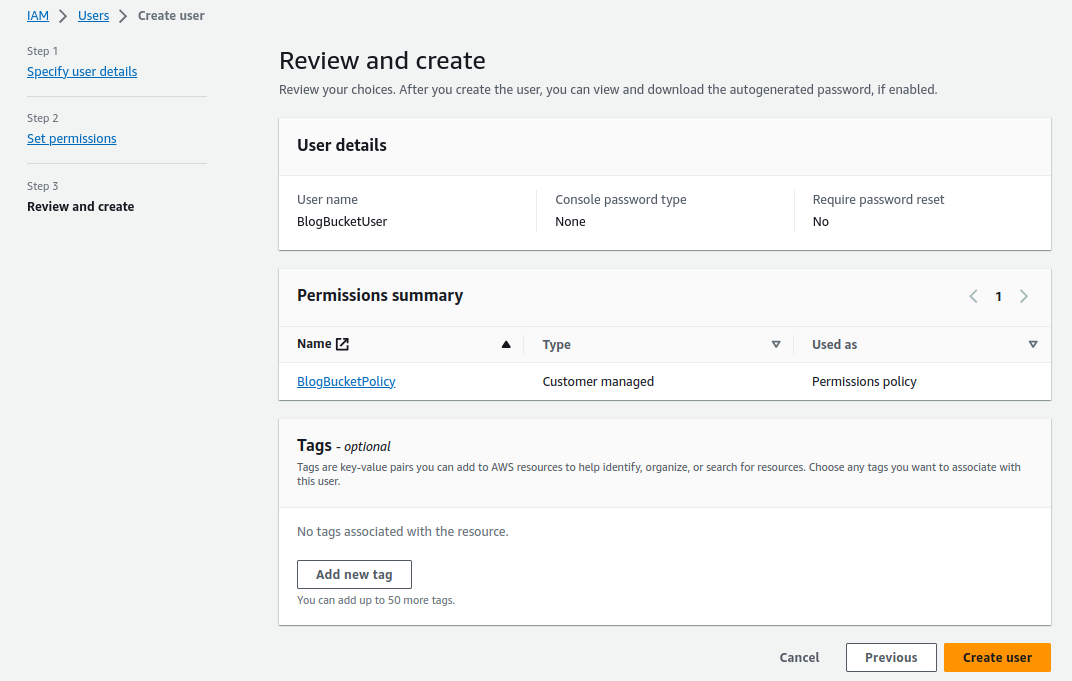 IAM > Users > Create user
Step 1
Specify user details
Step 2
Set permissions
Step 3
Review and create
Review and create
Review your choices. After you create the user, you can view and download the autogenerated password, if enabled.
User details
User name
BlogBucketUser
Console password type
None
Require password reset
No
Permissions summary
1
Name
Type
Used as
BlogBucketPolicy
Customer managed
Permissions policy
Tags - optional
Tags are key-value pairs you can add to AWS resources to help identify, organize, or search for resources. Choose any tags you want to associate with
this user.
No tags associated with the resource.
Add new tag
You can add up to 50 more tags.
Cancel
Previous
Create user